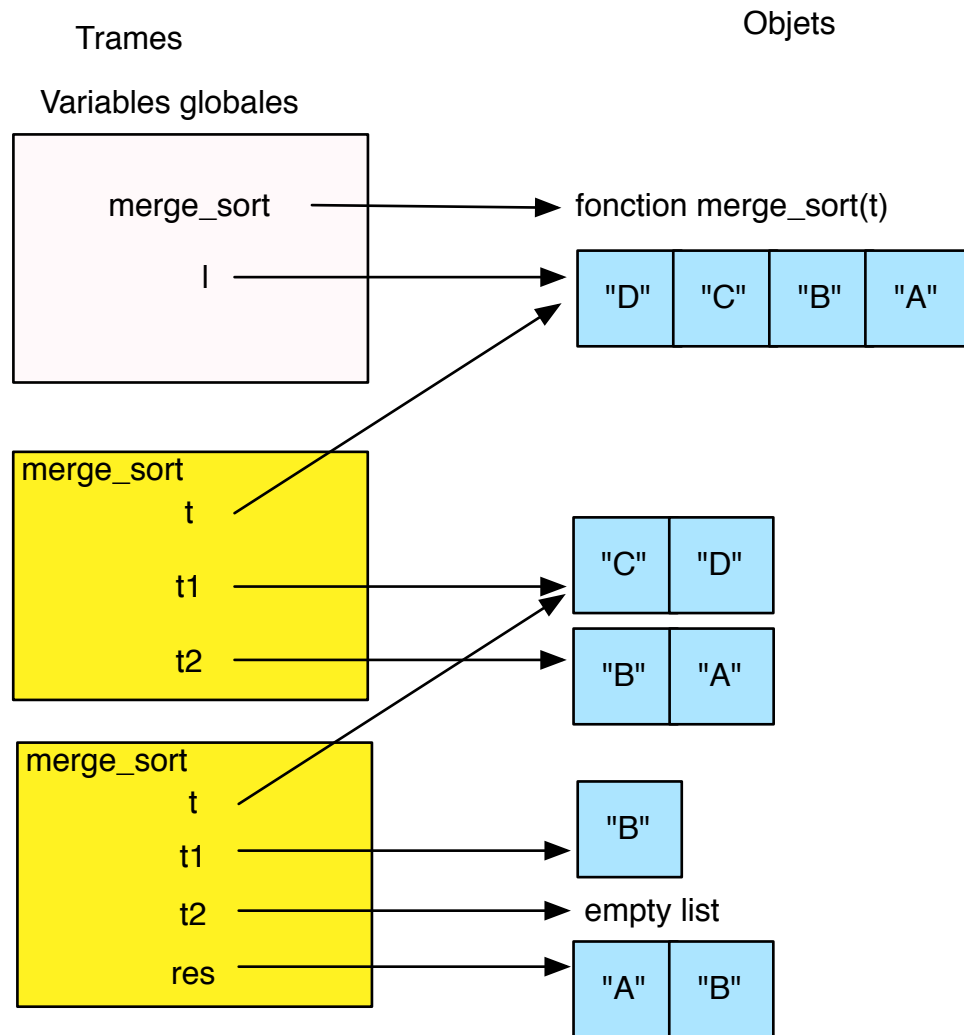 Trames
Objets
Variables globales
merge_sort
fonction merge_sort(t)
l
"D" "C" "B" "A"
merge_sort
t
t1
"C" "D"
t2
"B" "A"
merge_sort
t
"B"
t1
t2
empty list
res
"A" "B"